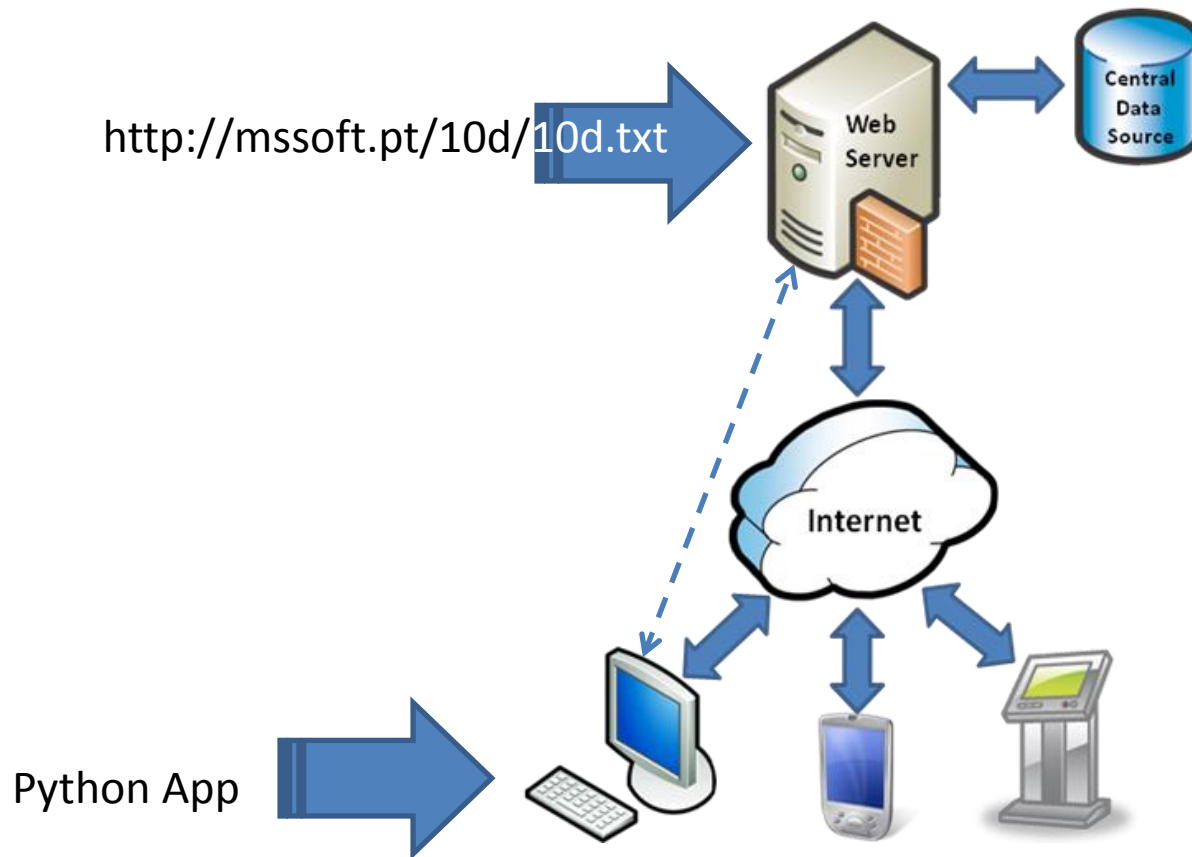 http://mssoft.pt/10d/10d.txt
Web
Server
Central
Data
Source
Internet
Python App